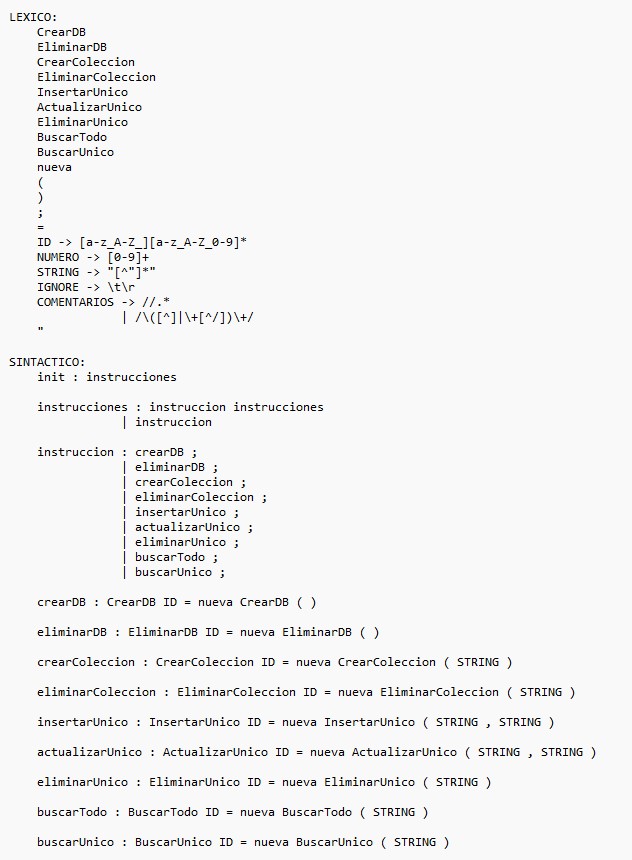 LEXICO:
CrearDB
EliminarDB
CrearColeccion
EliminarColeccion
InsertarUnico
ActualizarUnico
EliminarUnico
BuscarTodo
BuscarUnico
nueva
(
)
;
=
ID -> [a-z_A-Z_][a-z_A-Z_0-9]*
NUMERO -> [0-9]+
STRING -> "[^"]*"
IGNORE -> \t\r
COMENTARIOS -> //.*
| /\([^]|\+[^/])\+/
"
SINTACTICO:
init : instrucciones
instrucciones : instruccion instrucciones
| instruccion
instruccion : crearDB ;
| eliminarDB ;
| crearColeccion ;
| eliminarColeccion ;
| insertarUnico ;
| actualizarUnico ;
| eliminarUnico ;
| buscarTodo ;
| buscarUnico ;
crearDB : CrearDB ID = nueva CrearDB ( )
eliminarDB : EliminarDB ID = nueva EliminarDB ( )
crearColeccion : CrearColeccion ID = nueva CrearColeccion ( STRING )
eliminarColeccion : EliminarColeccion ID = nueva EliminarColeccion ( STRING )
insertarUnico : InsertarUnico ID = nueva InsertarUnico ( STRING , STRING )
actualizarUnico : ActualizarUnico ID = nueva ActualizarUnico ( STRING , STRING )
eliminarUnico : EliminarUnico ID = nueva EliminarUnico ( STRING )
buscarTodo : BuscarTodo ID = nueva BuscarTodo ( STRING )
buscarUnico : BuscarUnico ID = nueva BuscarUnico ( STRING )